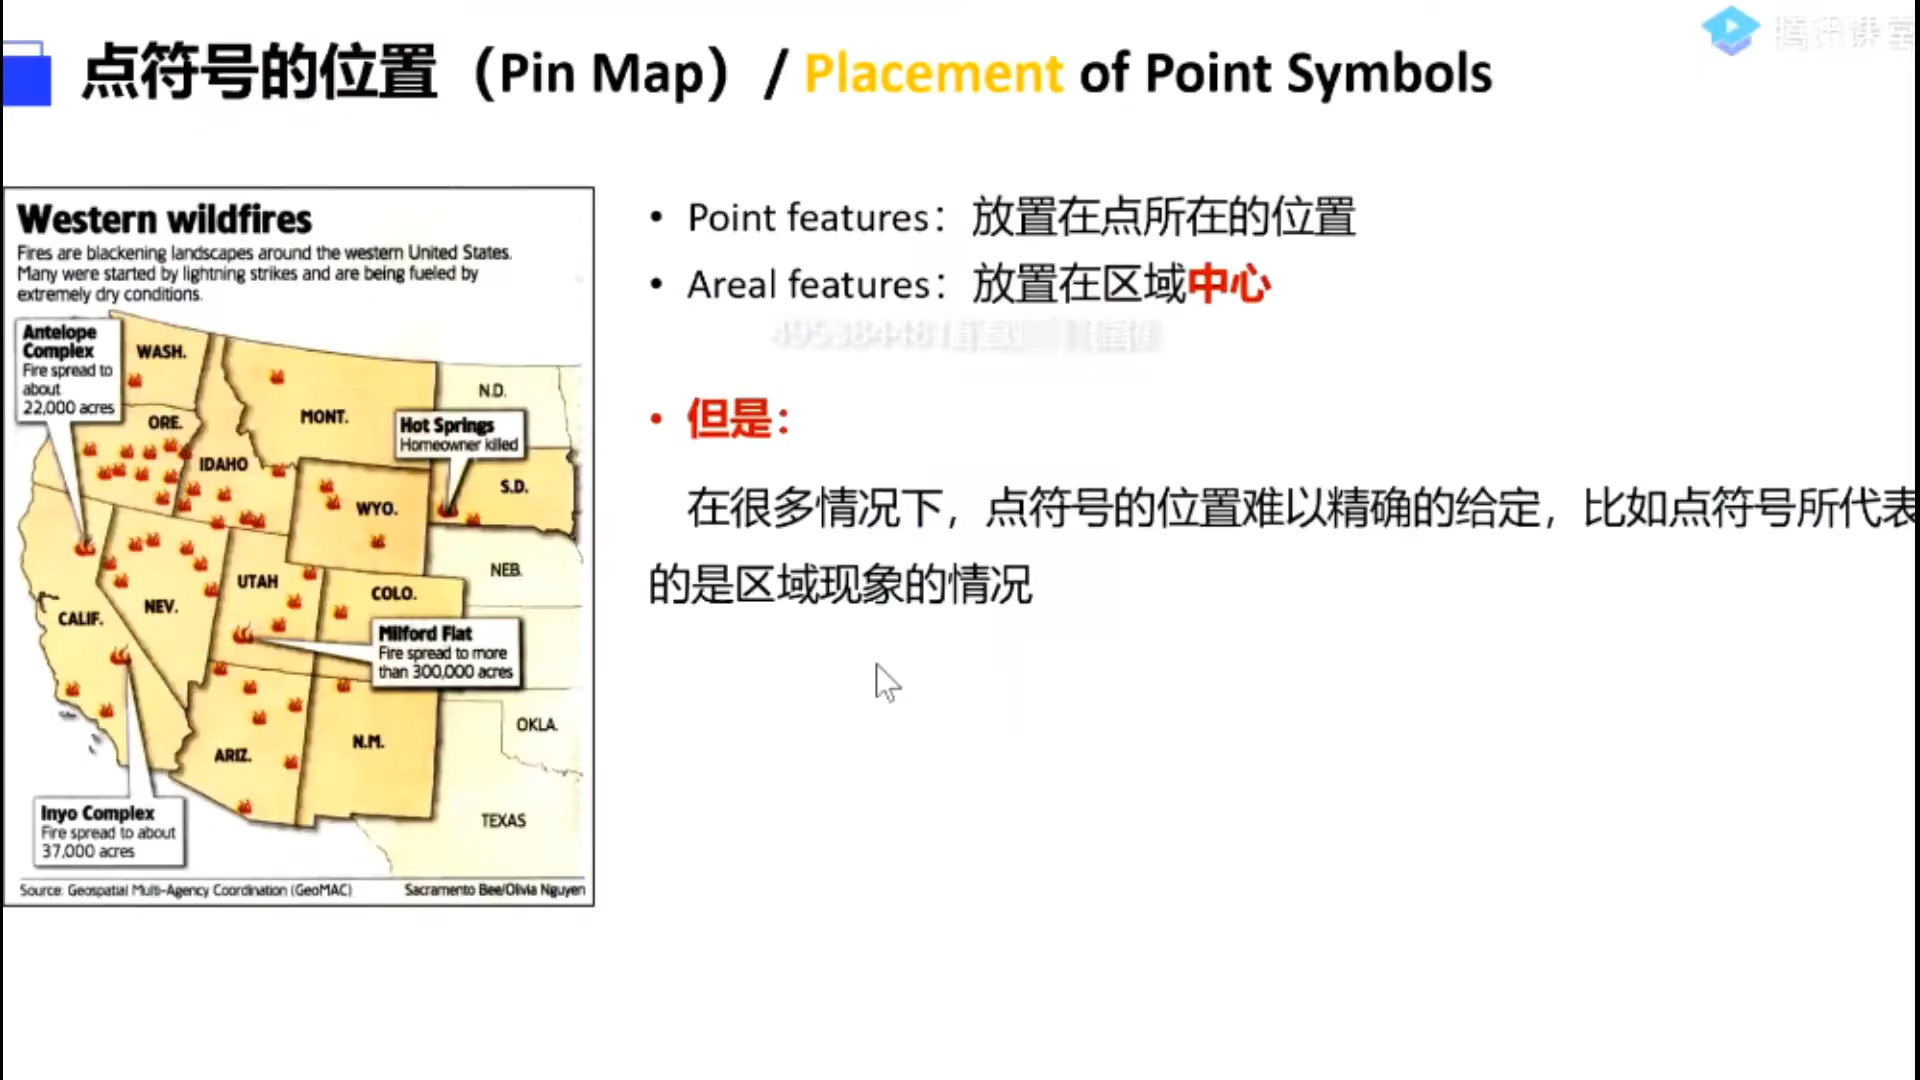 点符号的位置（Pin Map）/ Placement of Point Symbols
腾讯课堂
Western wildfires
Fires are blackening landscapes around the western United States.
Many were started by lightning strikes and are being fueled by
extremely dry conditions.
Antelope
Complex
Fire spread to
about
22,000 acres
WASH.
ORE.
MONT.
N.D.
Hot Springs
Homeowner killed
IDAHO
WYO.
S.D.
NEB.
UTAH
COLO.
NEV.
CALIF.
Milford Flat
Fire spread to more
than 300,000 acres
OKLA.
N.M.
ARIZ.
TEXAS
Inyo Complex
Fire spread to about
37,000 acres
Source: Geospatial Multi-Agency Coordination (GeoMAC)
Sacramento Bee/Olivia Nguyen
• Point features：放置在点所在的位置
• Areal features：放置在区域中心
• 但是：
在很多情况下，点符号的位置难以精确的给定，比如点符号所代表
的是区域现象的情况